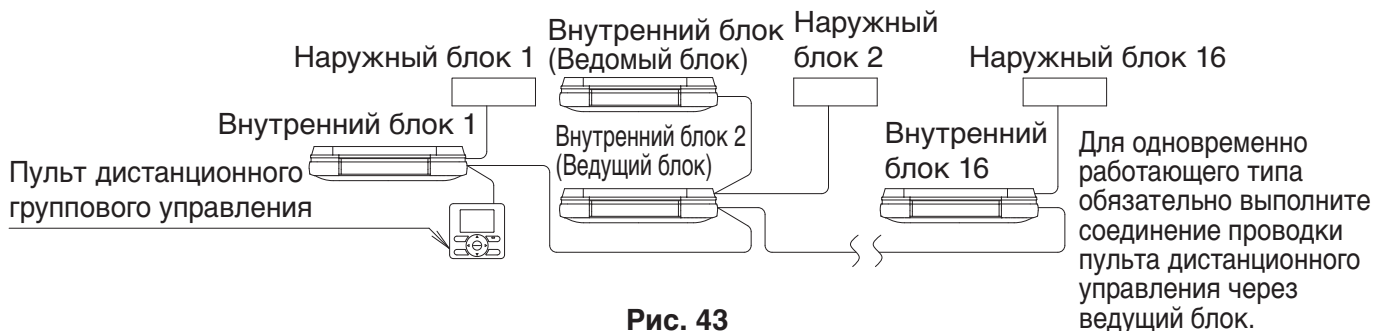 Наружный блок 1
Внутренний блок
(Ведомый блок)
Наружный
блок 2
Наружный блок 16
Внутренний блок 1
Внутренний блок 2
(Ведущий блок)
Внутренний
блок 16
Пульт дистанционного
группового управления
Для одновременно
работающего типа
обязательно выполните
соединение проводки
пульта дистанционного
управления через
ведущий блок.
Рис. 43